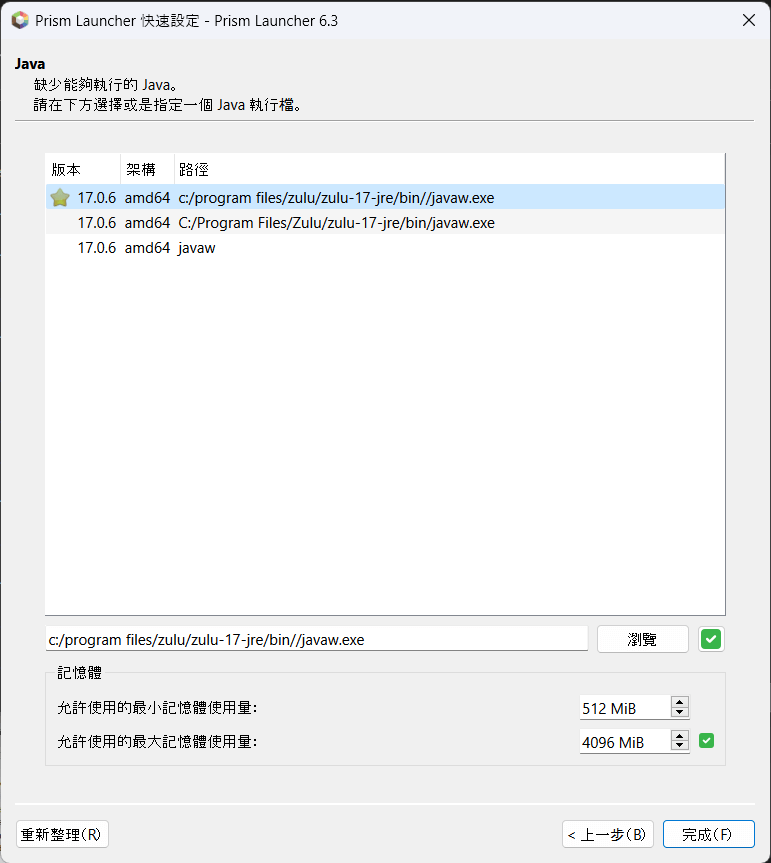 Prism Launcher 快速設定 - Prism Launcher 6.3
Java
缺少能夠執行的 Java。
請在下方選擇或是指定一個 Java 執行檔。
版本 架構 路徑
17.0.6 amd64 c:/program files/zulu/zulu-17-jre/bin//javaw.exe
17.0.6 amd64 C:/Program Files/Zulu/zulu-17-jre/bin/javaw.exe
17.0.6 amd64 javaw
c:/program files/zulu/zulu-17-jre/bin//javaw.exe 瀏覽
記憶體
允許使用的最小記憶體使用量: 512 MiB
允許使用的最大記憶體使用量: 4096 MiB
重新整理(R) < 上一步(B) 完成(F)